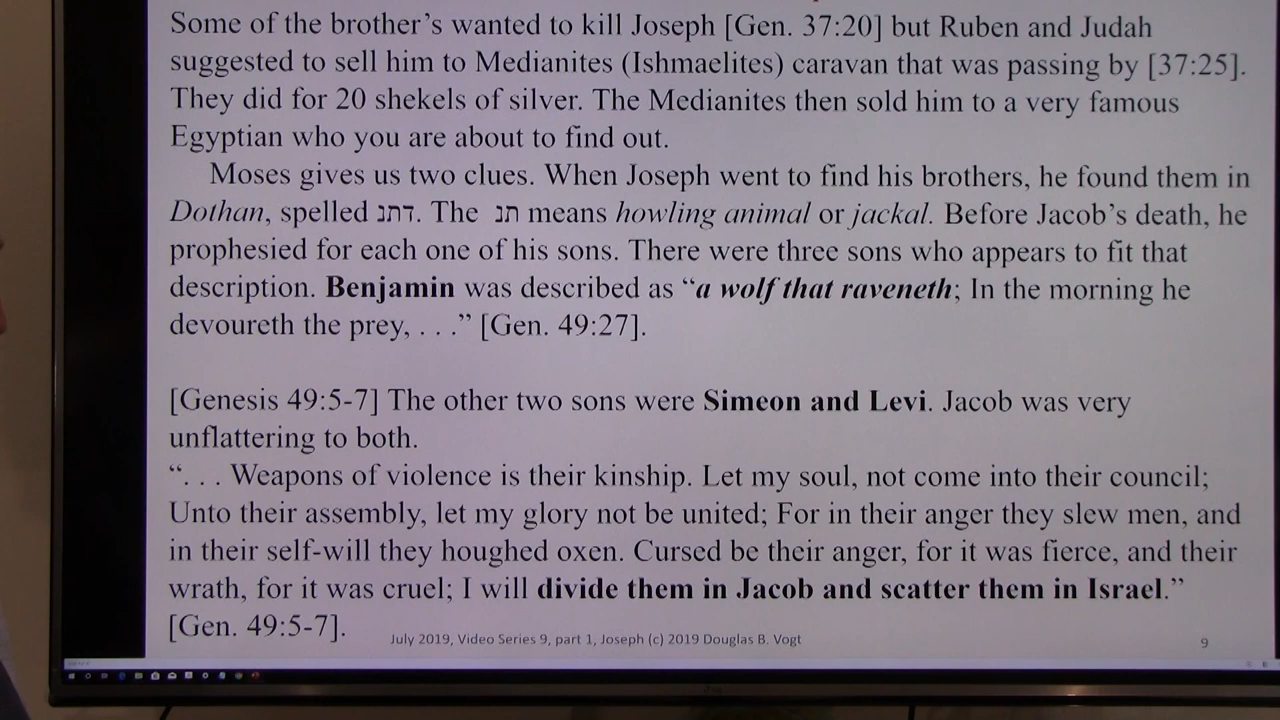 Some of the brother’s wanted to kill Joseph [Gen. 37:20] but Ruben and Judah
suggested to sell him to Medianites (Ishmaelites) caravan that was passing by [37:25].
They did for 20 shekels of silver. The Medianites then sold him to a very famous
Egyptian who you are about to find out.
Moses gives us two clues. When Joseph went to find his brothers, he found them in
Dothan, spelled דתנ. The תנ means howling animal or jackal. Before Jacob’s death, he
prophesied for each one of his sons. There were three sons who appears to fit that
description. Benjamin was described as “a wolf that raveneth; In the morning he
devoureth the prey, . . .” [Gen. 49:27].
[Genesis 49:5-7] The other two sons were Simeon and Levi. Jacob was very
unflattering to both.
“. . . Weapons of violence is their kinship. Let my soul, not come into their council;
Unto their assembly, let my glory not be united; For in their anger they slew men, and
in their self-will they houghed oxen. Cursed be their anger, for it was fierce, and their
wrath, for it was cruel; I will divide them in Jacob and scatter them in Israel.”
[Gen. 49:5-7].
July 2019, Video Series 9, part 1, Joseph (c) 2019 Douglas B. Vogt
9